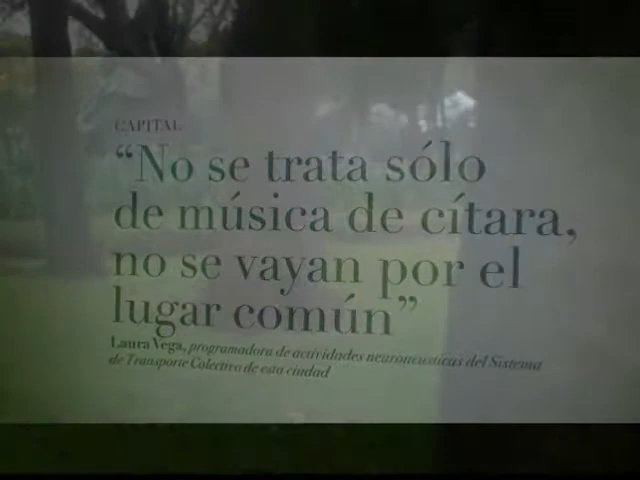 CAPITAL
“No se trata sólo
de música de cítara,
no se vayan por el
lugar común”
Laura Vega, programadora de actividades neuroncusticas del Sistema
de Transporte Colectivo de esta ciudad